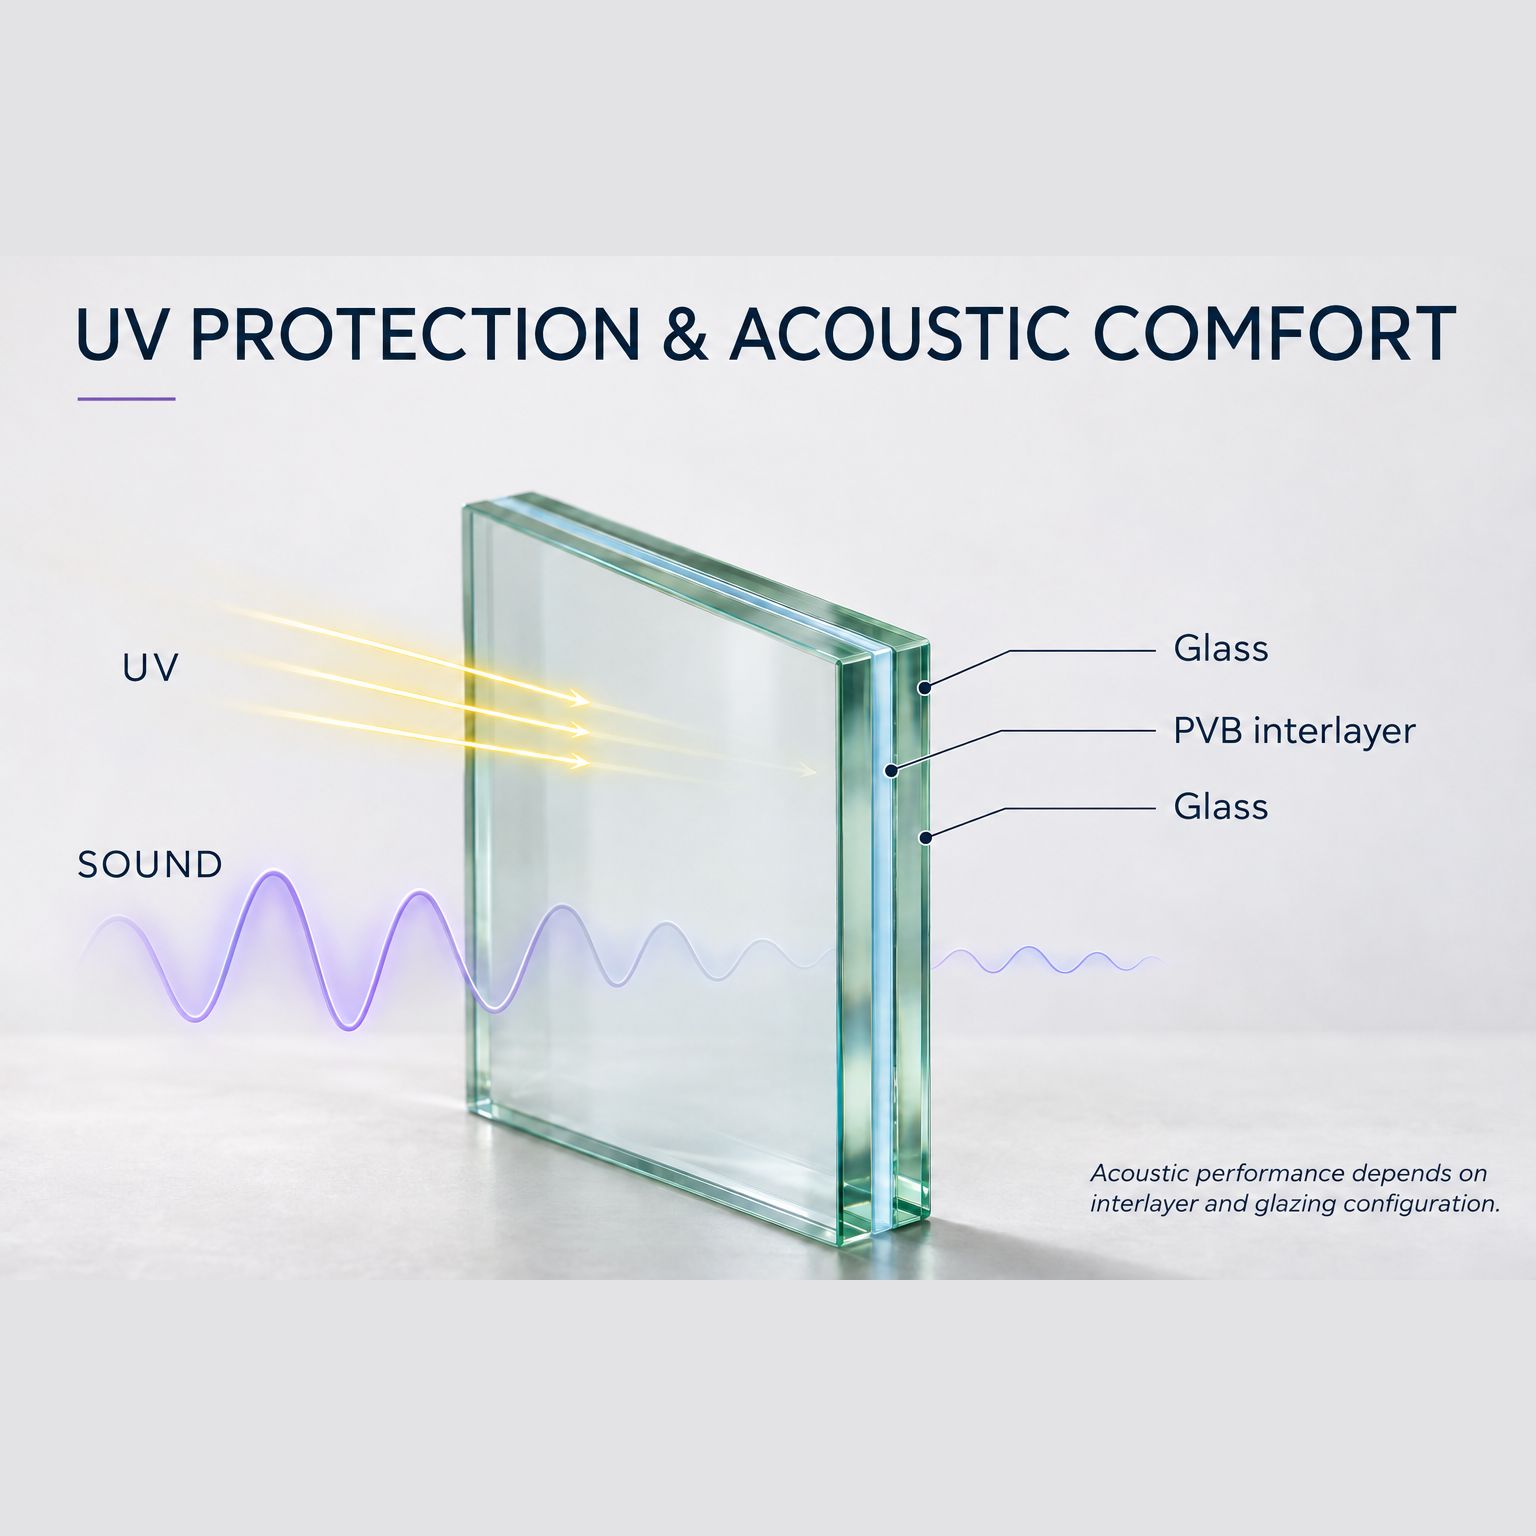 UV PROTECTION & ACOUSTIC COMFORT
UV
Glass
PVB interlayer
Glass
SOUND
Acoustic performance depends on
interlayer and glazing configuration.